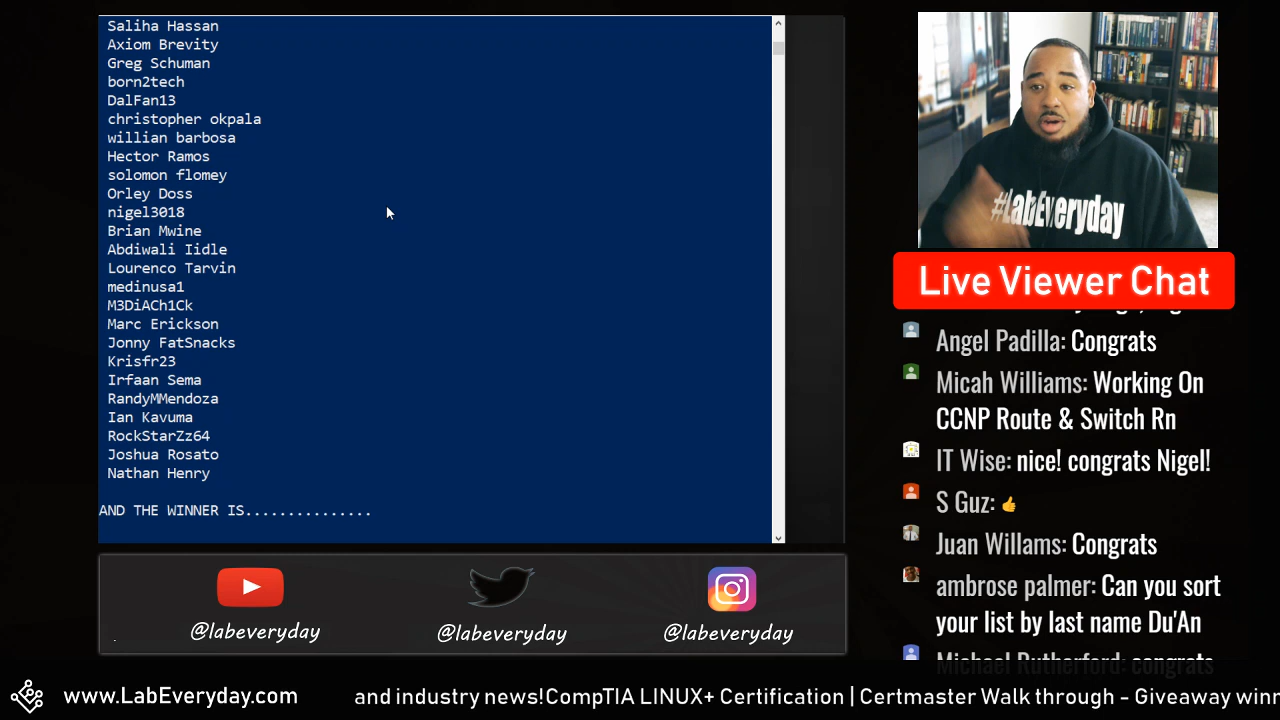 Saliha Hassan
Axiom Brevity
Greg Schuman
born2tech
DalFan13
christopher okpala
willian barbosa
Hector Ramos
solomon flomey
Orley Doss
nigel3018
Brian Mwine
Abdiwali Iidle
Lourenco Tarvin
medinusa1
M3DiACh1Ck
Marc Erickson
Jonny FatSnacks
Krisfr23
Irfaan Sema
RandyMMendoza
Ian Kavuma
RockStarZz64
Joshua Rosato
Nathan Henry
AND THE WINNER IS...............
@labeveryday
@labeveryday
@labeveryday
#LabEveryday
Live Viewer Chat
Angel Padilla: Congrats
Micah Williams: Working On
CCNP Route & Switch Rn
IT Wise: nice! congrats Nigel!
S Guz: 👍
Juan Willams: Congrats
ambrose palmer: Can you sort
your list by last name Du'An
Michael Rutherford: congrats
www.LabEveryday.com
and industry news!CompTIA LINUX+ Certification | Certmaster Walk through - Giveaway winn